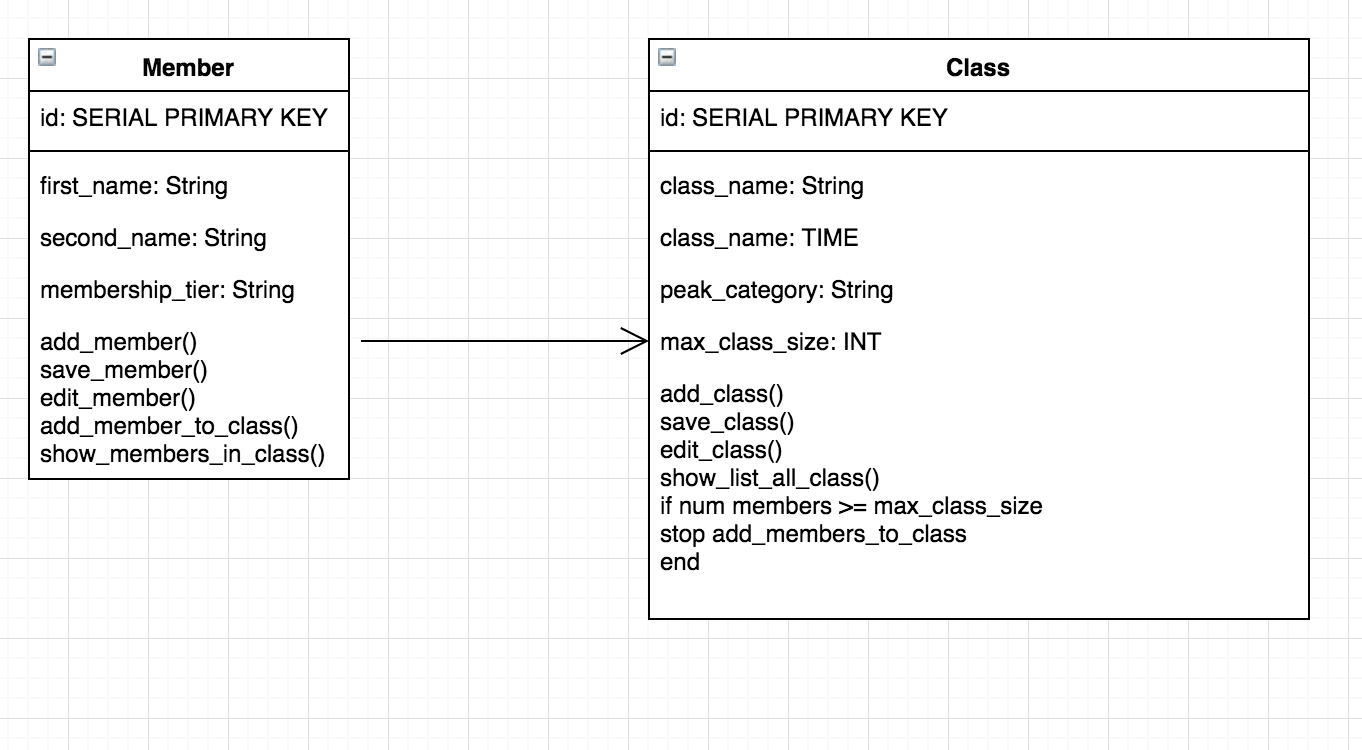 Member
id: SERIAL PRIMARY KEY
first_name: String
second_name: String
membership_tier: String
add_member()
save_member()
edit_member()
add_member_to_class()
show_members_in_class()
Class
id: SERIAL PRIMARY KEY
class_name: String
class_name: TIME
peak_category: String
max_class_size: INT
add_class()
save_class()
edit_class()
show_list_all_class()
if num members >= max_class_size
stop add_members_to_class
end